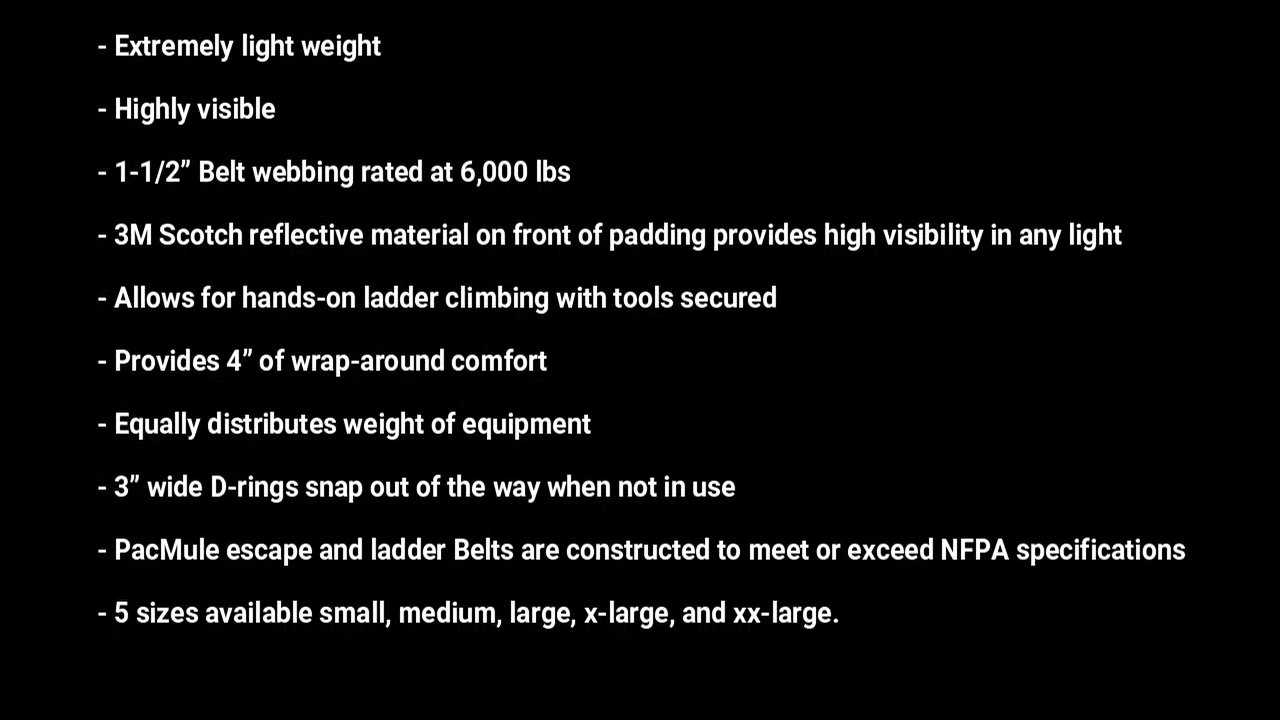 - Extremely light weight
- Highly visible
- 1-1/2” Belt webbing rated at 6,000 lbs
- 3M Scotch reflective material on front of padding provides high visibility in any light
- Allows for hands-on ladder climbing with tools secured
- Provides 4” of wrap-around comfort
- Equally distributes weight of equipment
- 3” wide D-rings snap out of the way when not in use
- PacMule escape and ladder Belts are constructed to meet or exceed NFPA specifications
- 5 sizes available small, medium, large, x-large, and xx-large.